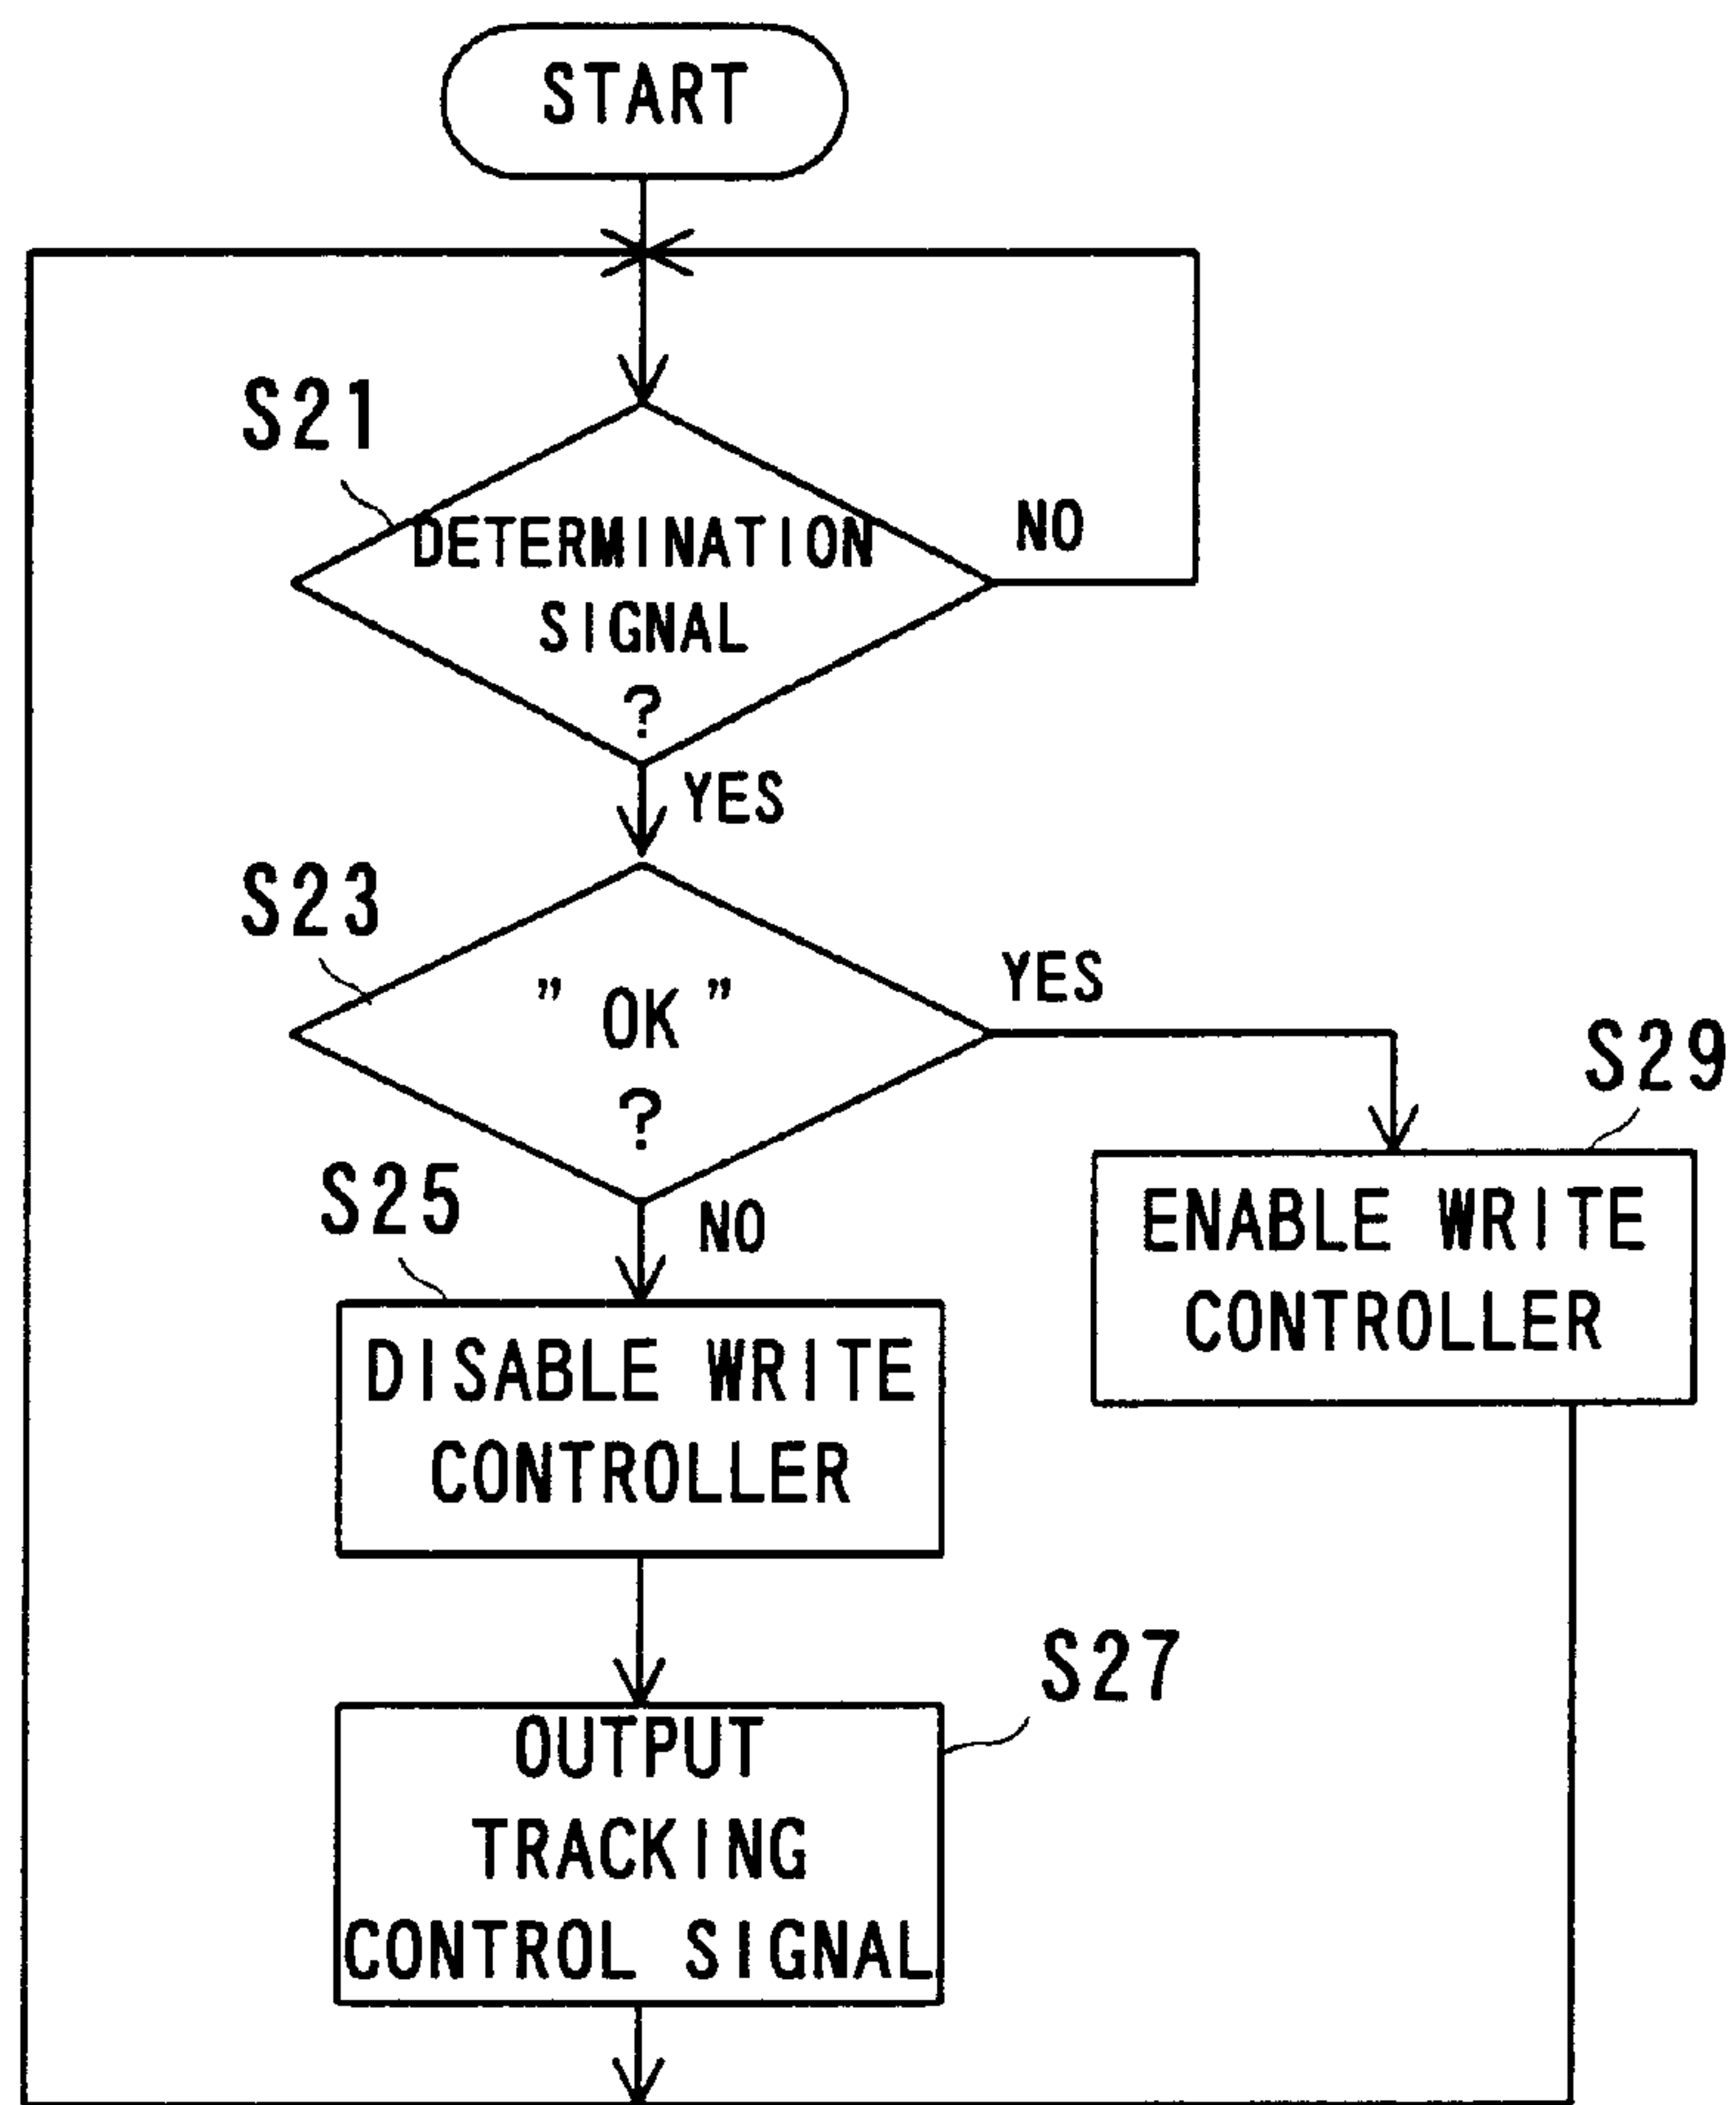 START
S21
DETERMINATION
SIGNAL
?
NO
YES
S23
" OK "
?
YES
S29
S25
NO
ENABLE WRITE
CONTROLLER
DISABLE WRITE
CONTROLLER
S27
OUTPUT
TRACKING
CONTROL SIGNAL